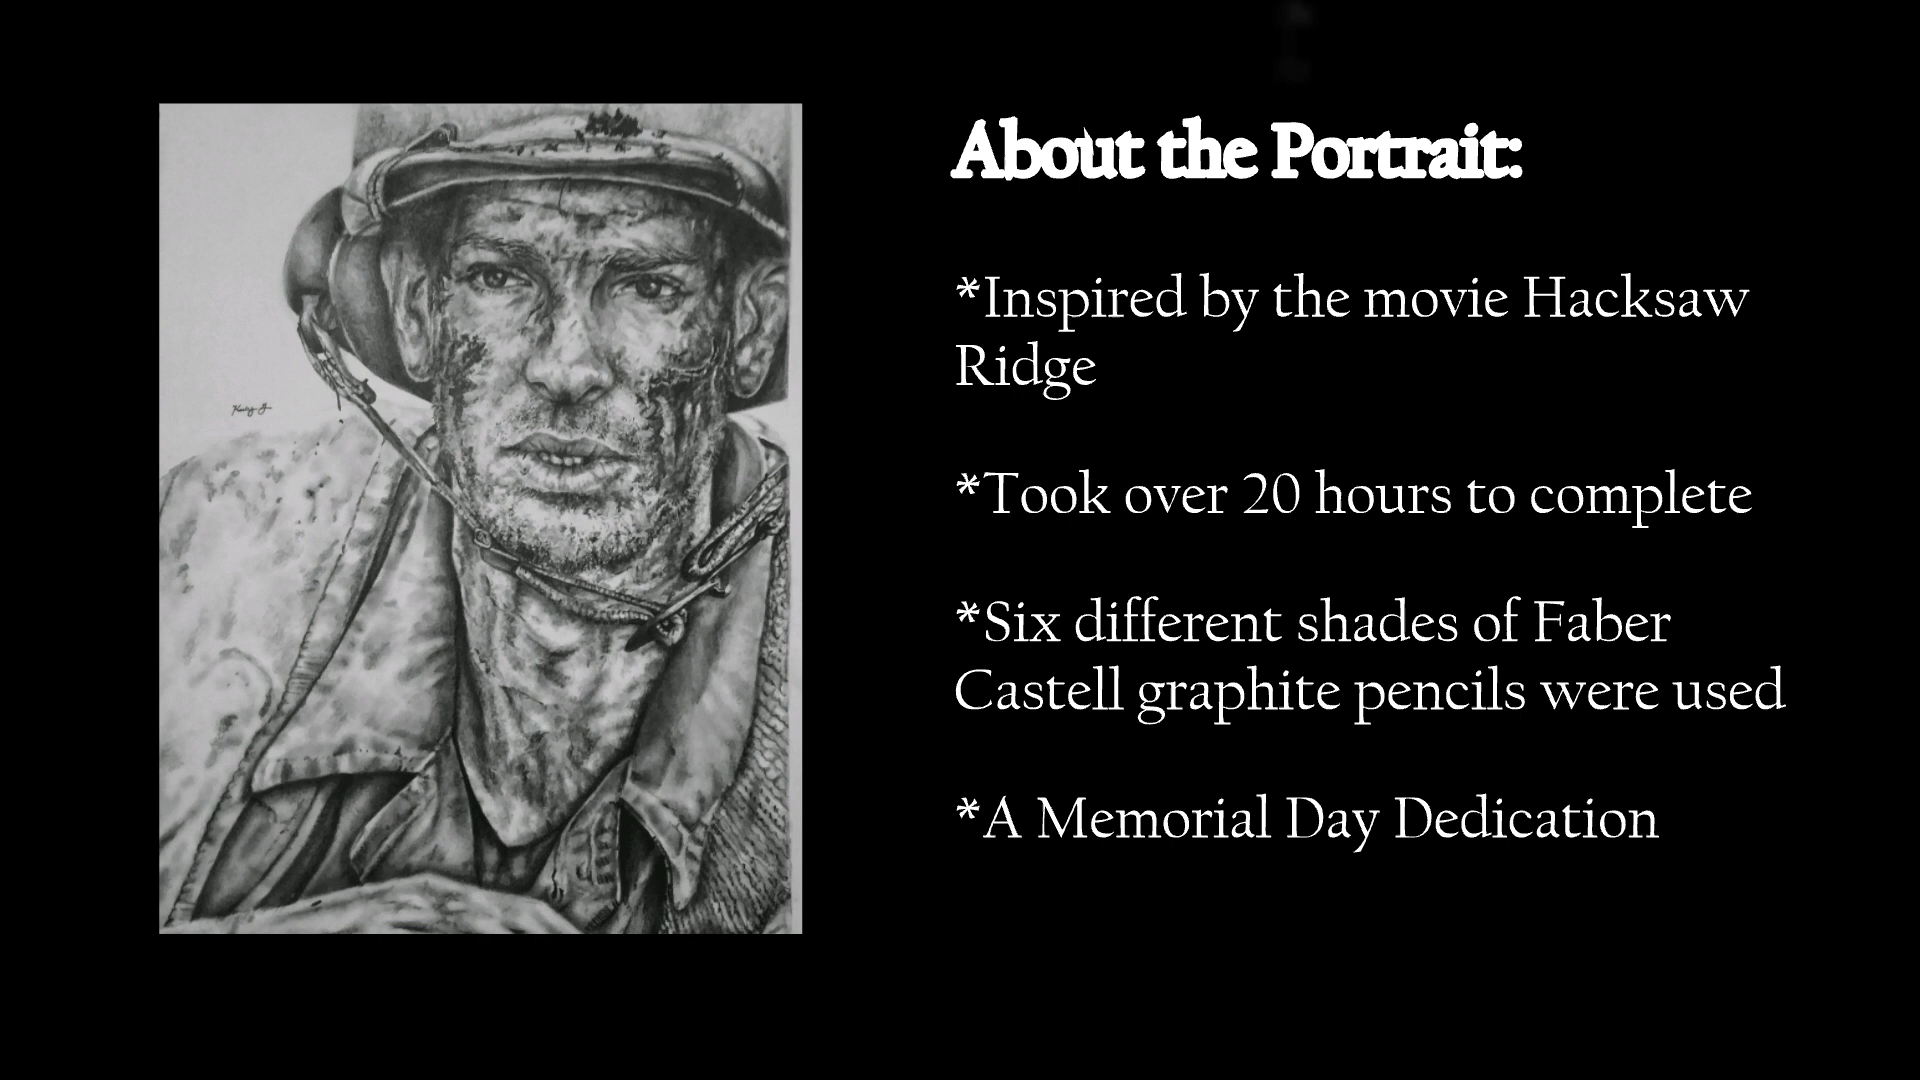 About the Portrait:
*Inspired by the movie Hacksaw
Ridge
*Took over 20 hours to complete
*Six different shades of Faber
Castell graphite pencils were used
*A Memorial Day Dedication